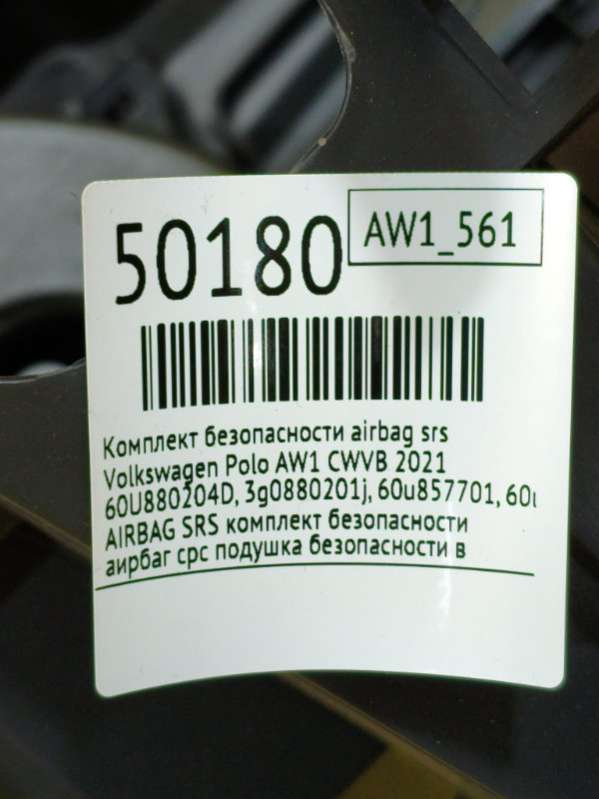 50180
AW1_561
Комплект безопасности airbag srs
Volkswagen Polo AW1 CWVB 2021
60U880204D, 3g0880201j, 60u857701,
AIRBAG SRS комплект безопасности
аирбаг срс подушка безопасности в